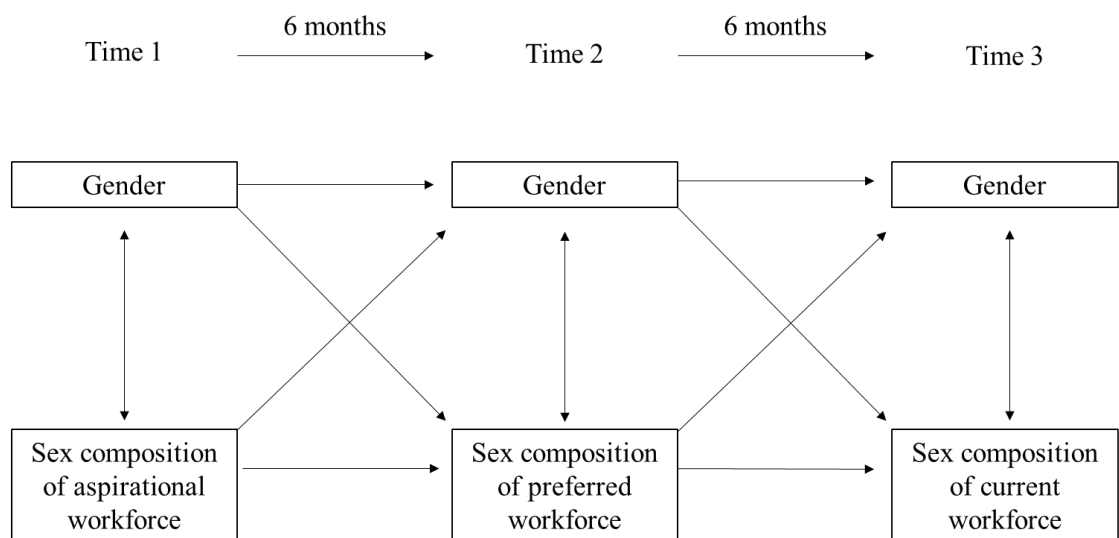 6 months
6 months
Time 1
Time 2
Time 3
Gender
Gender
Gender
Sex composition
of aspirational
workforce
Sex composition
of preferred
workforce
Sex composition
of current
workforce